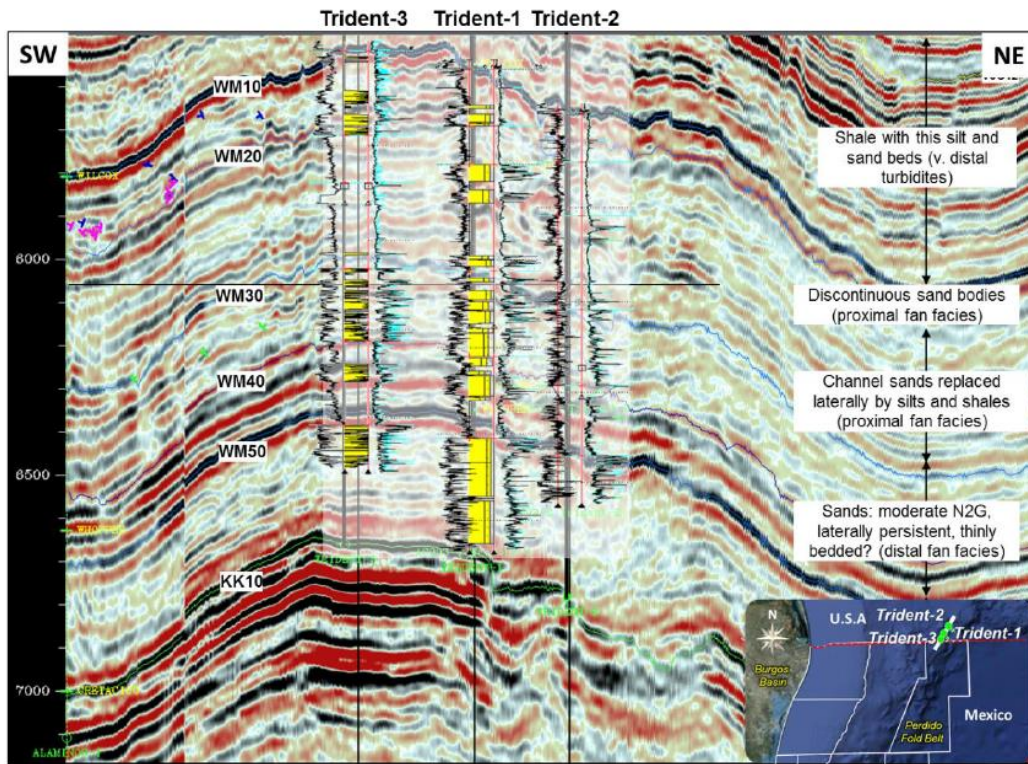 Trident-3 Trident-1 Trident-2
SW
NE
WM10
WM20
WILCOX
Shale with this silt and
sand beds (v. distal
turbidites)
6000
WM30
Discontinuous sand bodies
(proximal fan facies)
WM40
Channel sands replaced
laterally by silts and shales
(proximal fan facies)
WM50
6500
Sands: moderate N2G,
laterally persistent, thinly
bedded? (distal fan facies)
KK10
7000
N
U.S.A
Trident-2
Trident-3
Trident-1
Burgos
Basin
Mexico
Perdido
Fold Belt